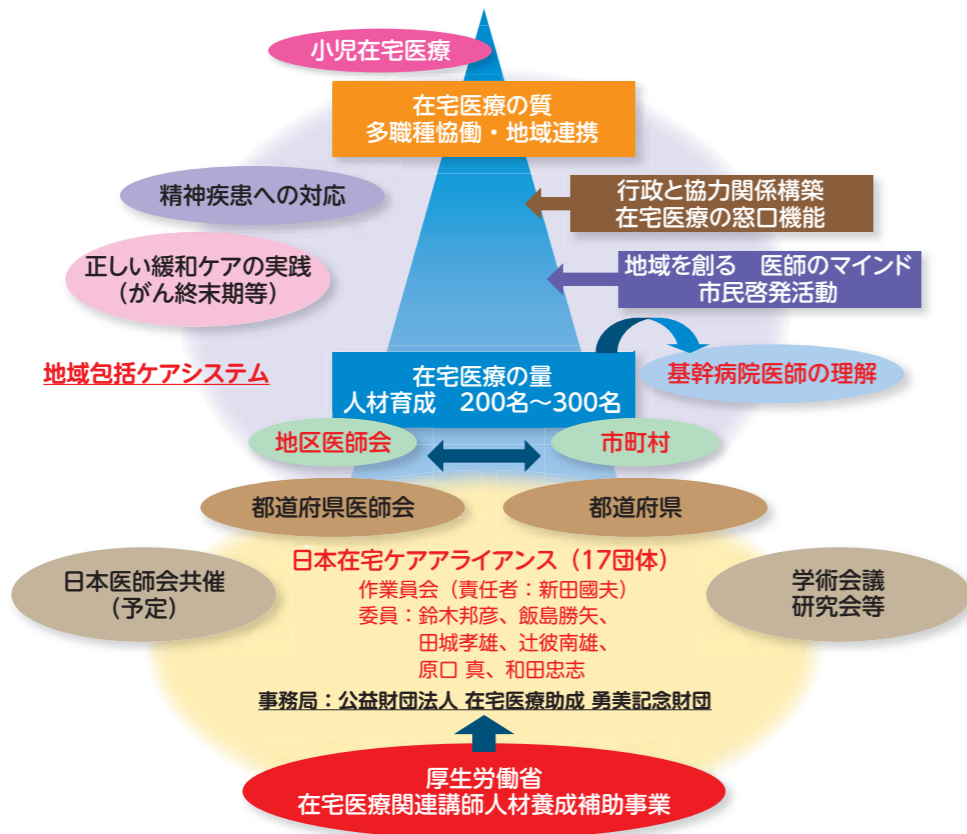 小児在宅医療
在宅医療の質
多職種協働・地域連携
精神疾患への対応
行政と協力関係構築
在宅医療の窓口機能
正しい緩和ケアの実践
(がん終末期等)
地域を創る　医師のマインド
市民啓発活動
地域包括ケアシステム
在宅医療の量
人材育成　200名〜300名
基幹病院医師の理解
地区医師会
市町村
都道府県医師会
都道府県
日本在宅ケアアライアンス（17団体）
作業員会（責任者：新田國夫）
委員：鈴木邦彦、飯島勝矢、
田城孝雄、辻彼南雄、
原口 真、和田忠志
日本医師会共催
(予定)
学術会議
研究会等
事務局：公益財団法人 在宅医療助成 勇美記念財団
厚生労働省
在宅医療関連講師人材養成補助事業